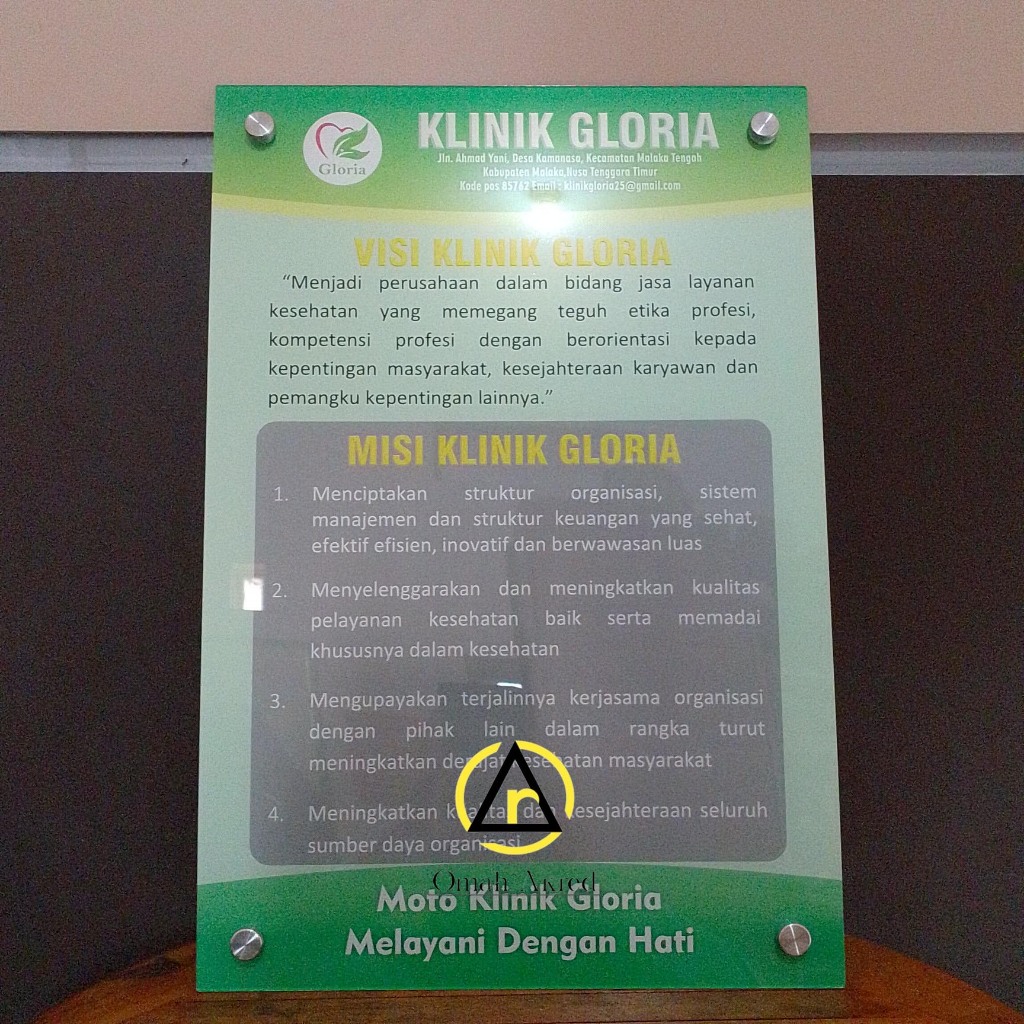 Gloria
KLINIK GLORIA
Jln. Ahmad Yani, Desa Kamanasa, Kecamatan Malaka Tengah
Kabupaten Malaka,Nusa Tenggara Timur
Kode pos 85762 Email : klinikgloria25@gmail.com
VISI KLINIK GLORIA
“Menjadi perusahaan dalam bidang jasa layanan
kesehatan yang memegang teguh etika profesi,
kompetensi profesi dengan berorientasi kepada
kepentingan masyarakat, kesejahteraan karyawan dan
pemangku kepentingan lainnya.”
MISI KLINIK GLORIA
1. Menciptakan struktur organisasi, sistem
manajemen dan struktur keuangan yang sehat,
efektif efisien, inovatif dan berwawasan luas
2. Menyelenggarakan dan meningkatkan kualitas
pelayanan kesehatan baik serta memadai
khususnya dalam kesehatan
3. Mengupayakan terjalinnya kerjasama organisasi
dengan pihak lain dalam rangka turut
meningkatkan derajat kesehatan masyarakat
4. Meningkatkan kualitas dan kesejahteraan seluruh
sumber daya organisasi
r
Omah Akred
Moto Klinik Gloria
Melayani Dengan Hati